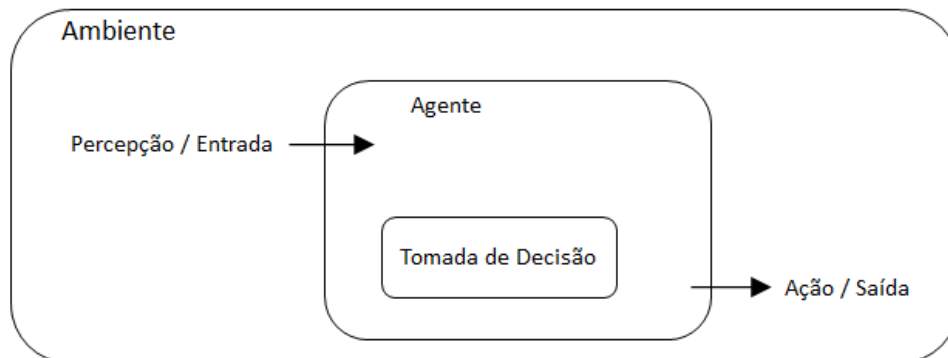 Ambiente
Agente
Percepção / Entrada
Tomada de Decisão
Ação / Saída